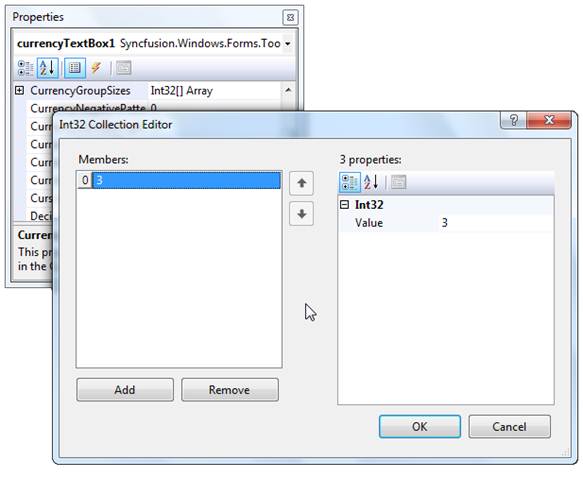 Properties
currencyTextBox1 Syncfusion.Windows.Forms.Too
CurrencyGroupSizes Int32[] Array
CurrencyNegativePatte 0
Curr
Curr
Curr
Curr
Curs
Deci
Curren
This pr
in the C
Int32 Collection Editor
Members:
0 3
Add Remove
3 properties:
Int32
Value 3
OK Cancel